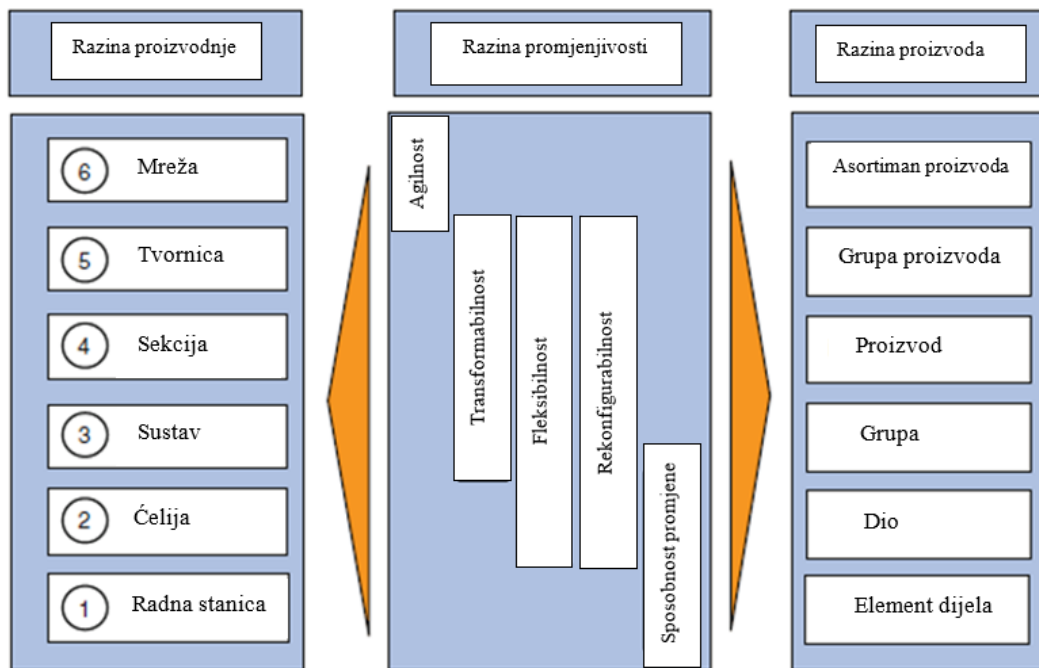 Razina proizvodnje
Razina promjenjivosti
Razina proizvoda
6 Mreža
5 Tvornica
4 Sekcija
3 Sustav
2 Ćelija
1 Radna stanica
Agilnost
Transformabilnost
Fleksibilnost
Rekonfigurabilnost
Sposobnost promjene
Asortiman proizvoda
Grupa proizvoda
Proizvod
Grupa
Dio
Element dijela